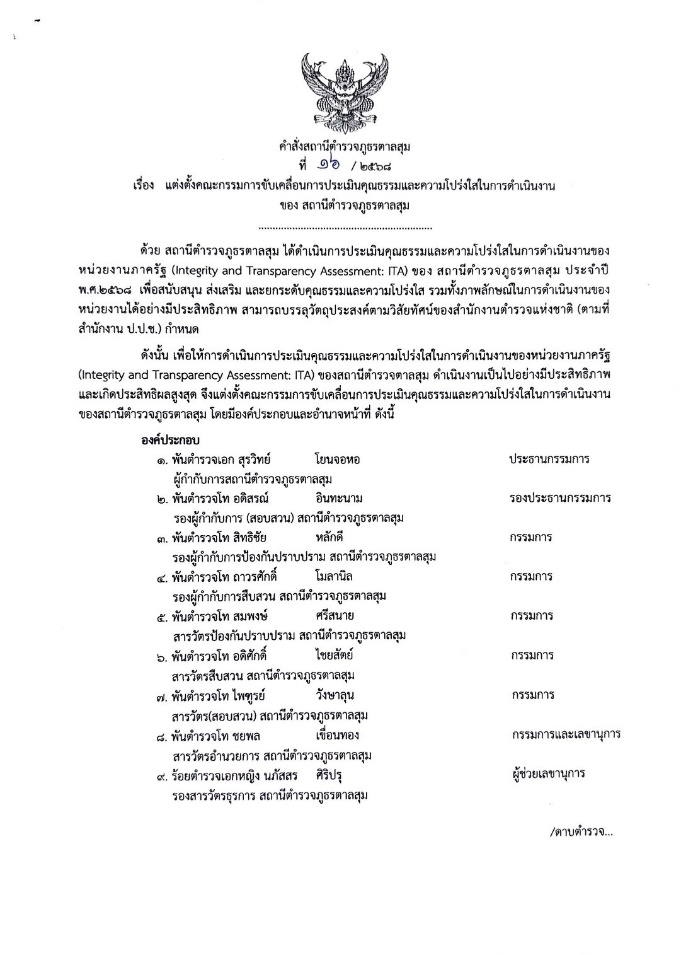 คำสั่งสถานีตำรวจภูธรตาลสุม
ที่ ๑๖ / ๒๕๖๘
เรื่อง แต่งตั้งคณะกรรมการขับเคลื่อนการประเมินคุณธรรมและความโปร่งใสในการดำเนินงาน
ของ สถานีตำรวจภูธรตาลสุม
ด้วย สถานีตำรวจภูธรตาลสุม ได้ดำเนินการประเมินคุณธรรมและความโปร่งใสในการดำเนินงานของ
หน่วยงานภาครัฐ (Integrity and Transparency Assessment: ITA) ของ สถานีตำรวจภูธรตาลสุม ประจำปี
พ.ศ.๒๕๖๘ เพื่อสนับสนุน ส่งเสริม และยกระดับคุณธรรมและความโปร่งใส รวมทั้งภาพลักษณ์ในการดำเนินงานของ
หน่วยงานได้อย่างมีประสิทธิภาพ สามารถบรรลุวัตถุประสงค์ตามวิสัยทัศน์ของสำนักงานตำรวจแห่งชาติ (ตามที่
สำนักงาน ป.ป.ช.) กำหนด
ดังนั้น เพื่อให้การดำเนินการประเมินคุณธรรมและความโปร่งใสในการดำเนินงานของหน่วยงานภาครัฐ
(Integrity and Transparency Assessment: ITA) ของสถานีตำรวจตาลสุม ดำเนินงานเป็นไปอย่างมีประสิทธิภาพ
และเกิดประสิทธิผลสูงสุด จึงแต่งตั้งคณะกรรมการขับเคลื่อนการประเมินคุณธรรมและความโปร่งใสในการดำเนินงาน
ของสถานีตำรวจภูธรตาลสุม โดยมีองค์ประกอบและอำนาจหน้าที่ ดังนี้
องค์ประกอบ
๑. พันตำรวจเอก สุรวิทย์ โยนจอหอ ประธานกรรมการ
ผู้กำกับการสถานีตำรวจภูธรตาลสุม
๒. พันตำรวจโท อดิสรณ์ อินทะนาม รองประธานกรรมการ
รองผู้กำกับการ (สอบสวน) สถานีตำรวจภูธรตาลสุม
๓. พันตำรวจโท สิทธิชัย หลักดี กรรมการ
รองผู้กำกับการป้องกันปราบปราม สถานีตำรวจภูธรตาลสุม
๔. พันตำรวจโท ถาวรศักดิ์ โมลานิล กรรมการ
รองผู้กำกับการสืบสวน สถานีตำรวจภูธรตาลสุม
๕. พันตำรวจโท สมพงษ์ ศรีสนาย กรรมการ
สารวัตรป้องกันปราบปราม สถานีตำรวจภูธรตาลสุม
๖. พันตำรวจโท อดิศักดิ์ ไชยสัตย์ กรรมการ
สารวัตรสืบสวน สถานีตำรวจภูธรตาลสุม
๗. พันตำรวจโท ไพฑูรย์ วังษาลุน กรรมการ
สารวัตร(สอบสวน) สถานีตำรวจภูธรตาลสุม
๘. พันตำรวจโท ชยพล เขื่อนทอง กรรมการและเลขานุการ
สารวัตรอำนวยการ สถานีตำรวจภูธรตาลสุม
๙. ร้อยตำรวจเอกหญิง นภัสสร ศิริปรุ ผู้ช่วยเลขานุการ
รองสารวัตรธุรการ สถานีตำรวจภูธรตาลสุม
/ดาบตำรวจ...